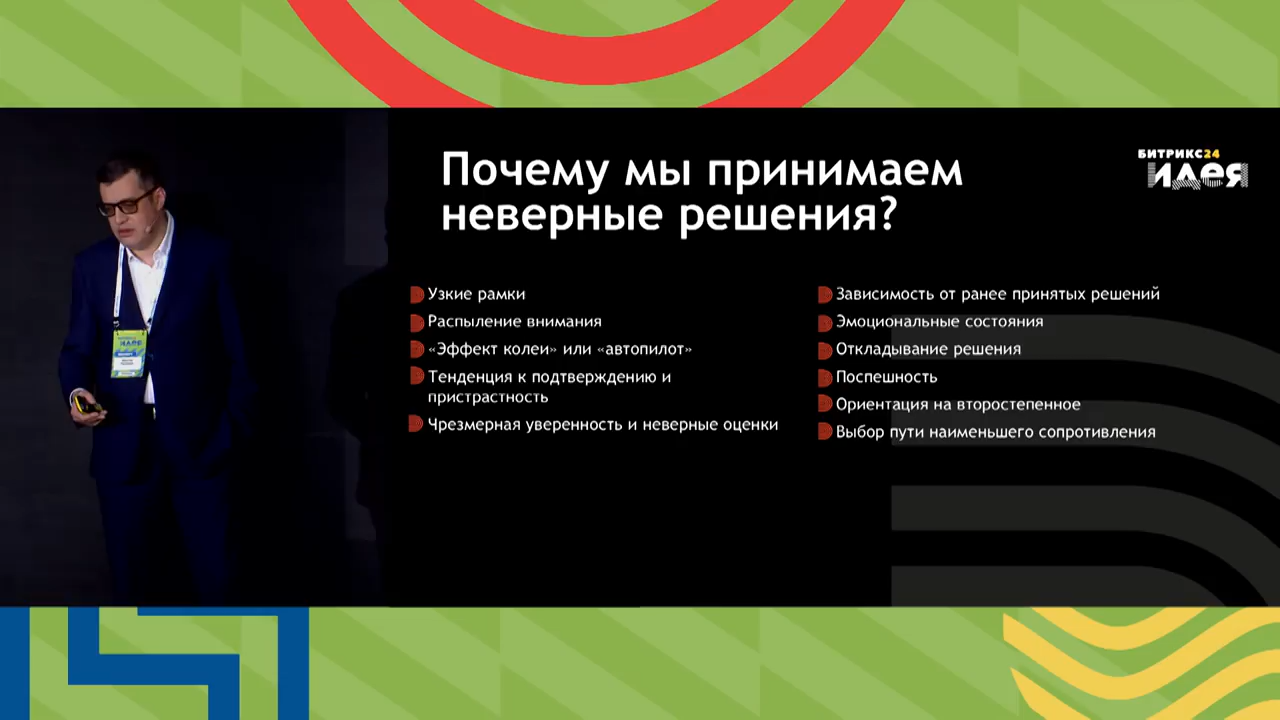 Почему мы принимаем
неверные решения?
БИТРИКС24
идея
Узкие рамки
Распыление внимания
«Эффект колеи» или «автопилот»
Тенденция к подтверждению и
пристрастность
Чрезмерная уверенность и неверные оценки
Зависимость от ранее принятых решений
Эмоциональные состояния
Откладывание решения
Поспешность
Ориентация на второстепенное
Выбор пути наименьшего сопротивления